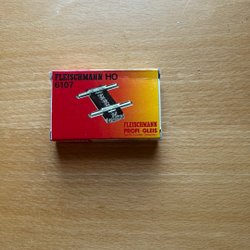 FLEISCHMANN HO
6107
FLEISCHMANN
PROFI GLEIS